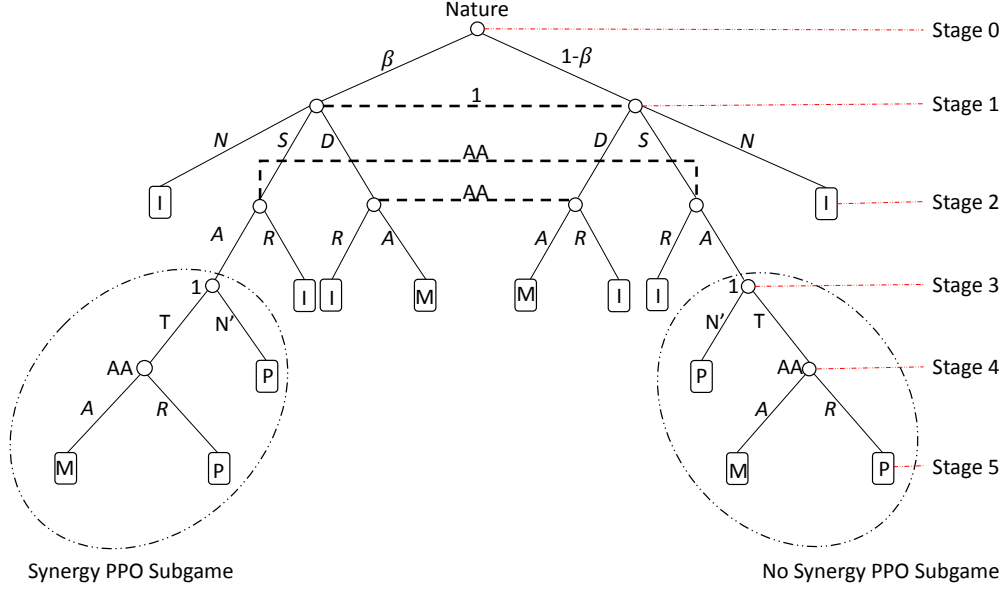 Nature
Stage 0
β
1-β
1
Stage 1
N
S
D
D
S
N
AA
I
AA
I
Stage 2
A
R
R
A
A
R
R
A
1
I
I
M
M
I
I
1
Stage 3
T
N’
N’
T
AA
P
P
AA
Stage 4
A
R
A
R
M
P
M
P
Stage 5
Synergy PPO Subgame
No Synergy PPO Subgame